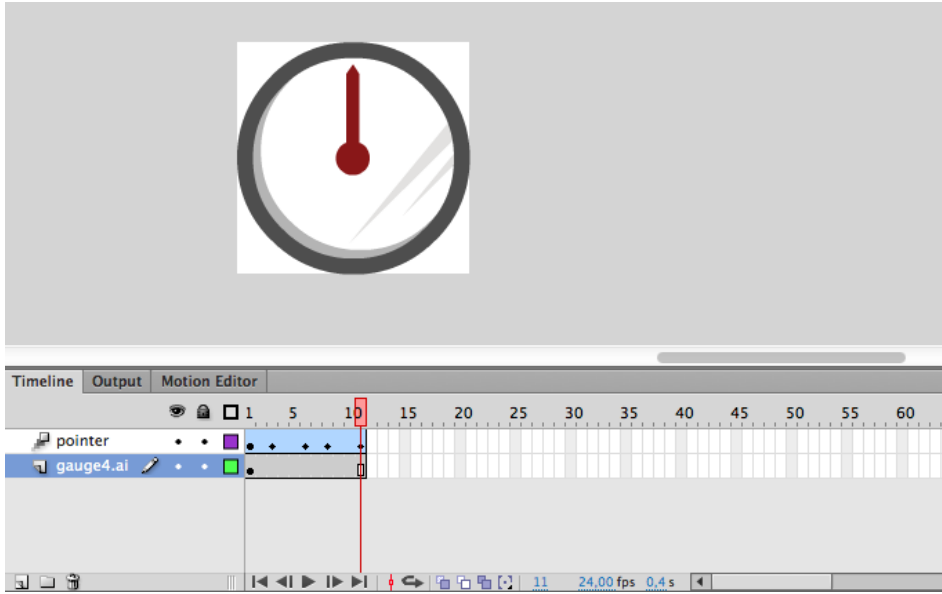 Timeline Output Motion Editor
1 5 10 15 20 25 30 35 40 45 50 55 60
pointer
gauge4.ai
11 24,00 fps 0,4 s